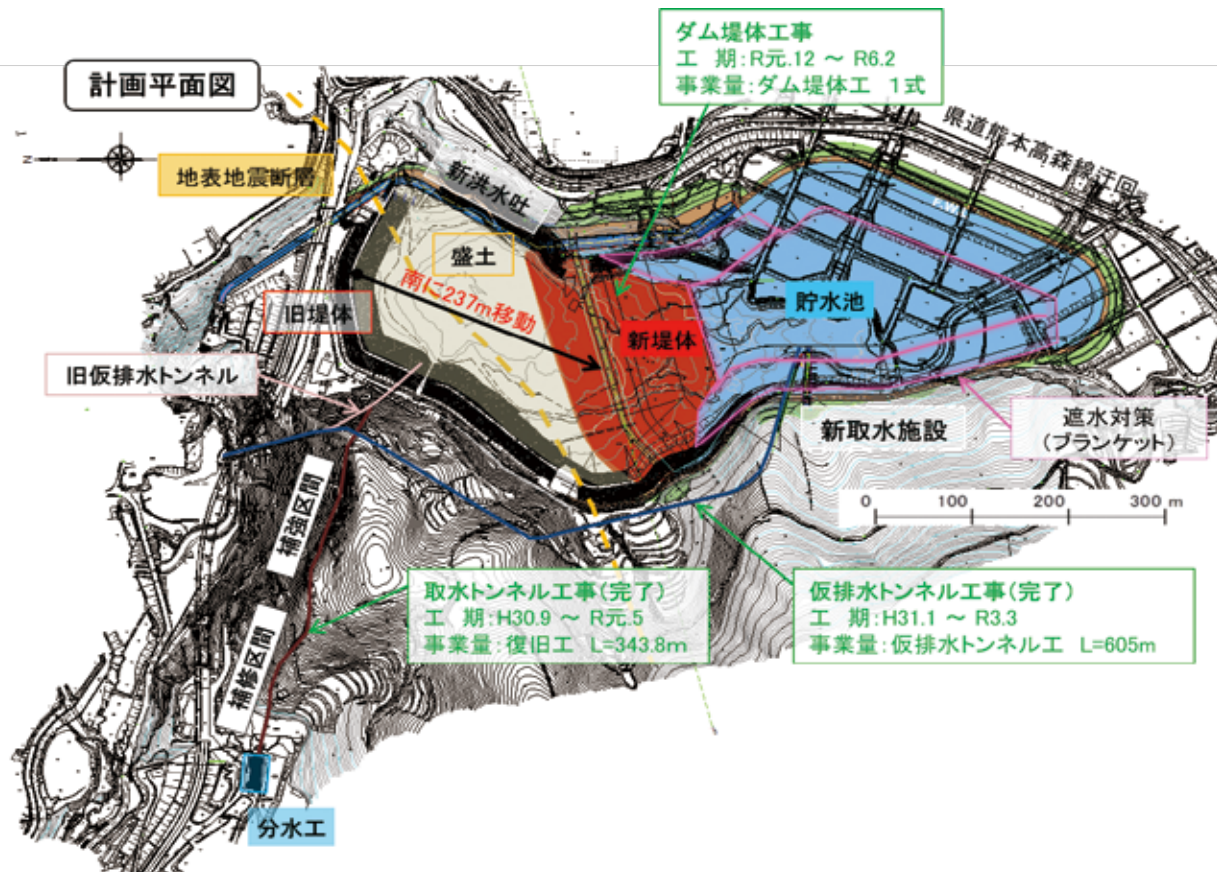 計画平面図
ダム堤体工事
工 期:R元.12 ~ R6.2
事業量:ダム堤体工 1式
県道熊本高森線迂回
N
地表地震断層
新洪水吐
盛土
南に237m移動
旧堤体
新堤体
貯水池
旧仮排水トンネル
新取水施設
遮水対策
(ブランケット)
0 100 200 300 m
補強区間
補修区間
取水トンネル工事(完了)
工 期:H30.9 ~ R元.5
事業量:復旧工 L=343.8m
仮排水トンネル工事(完了)
工 期:H31.1 ~ R3.3
事業量:仮排水トンネル工 L=605m
分水工